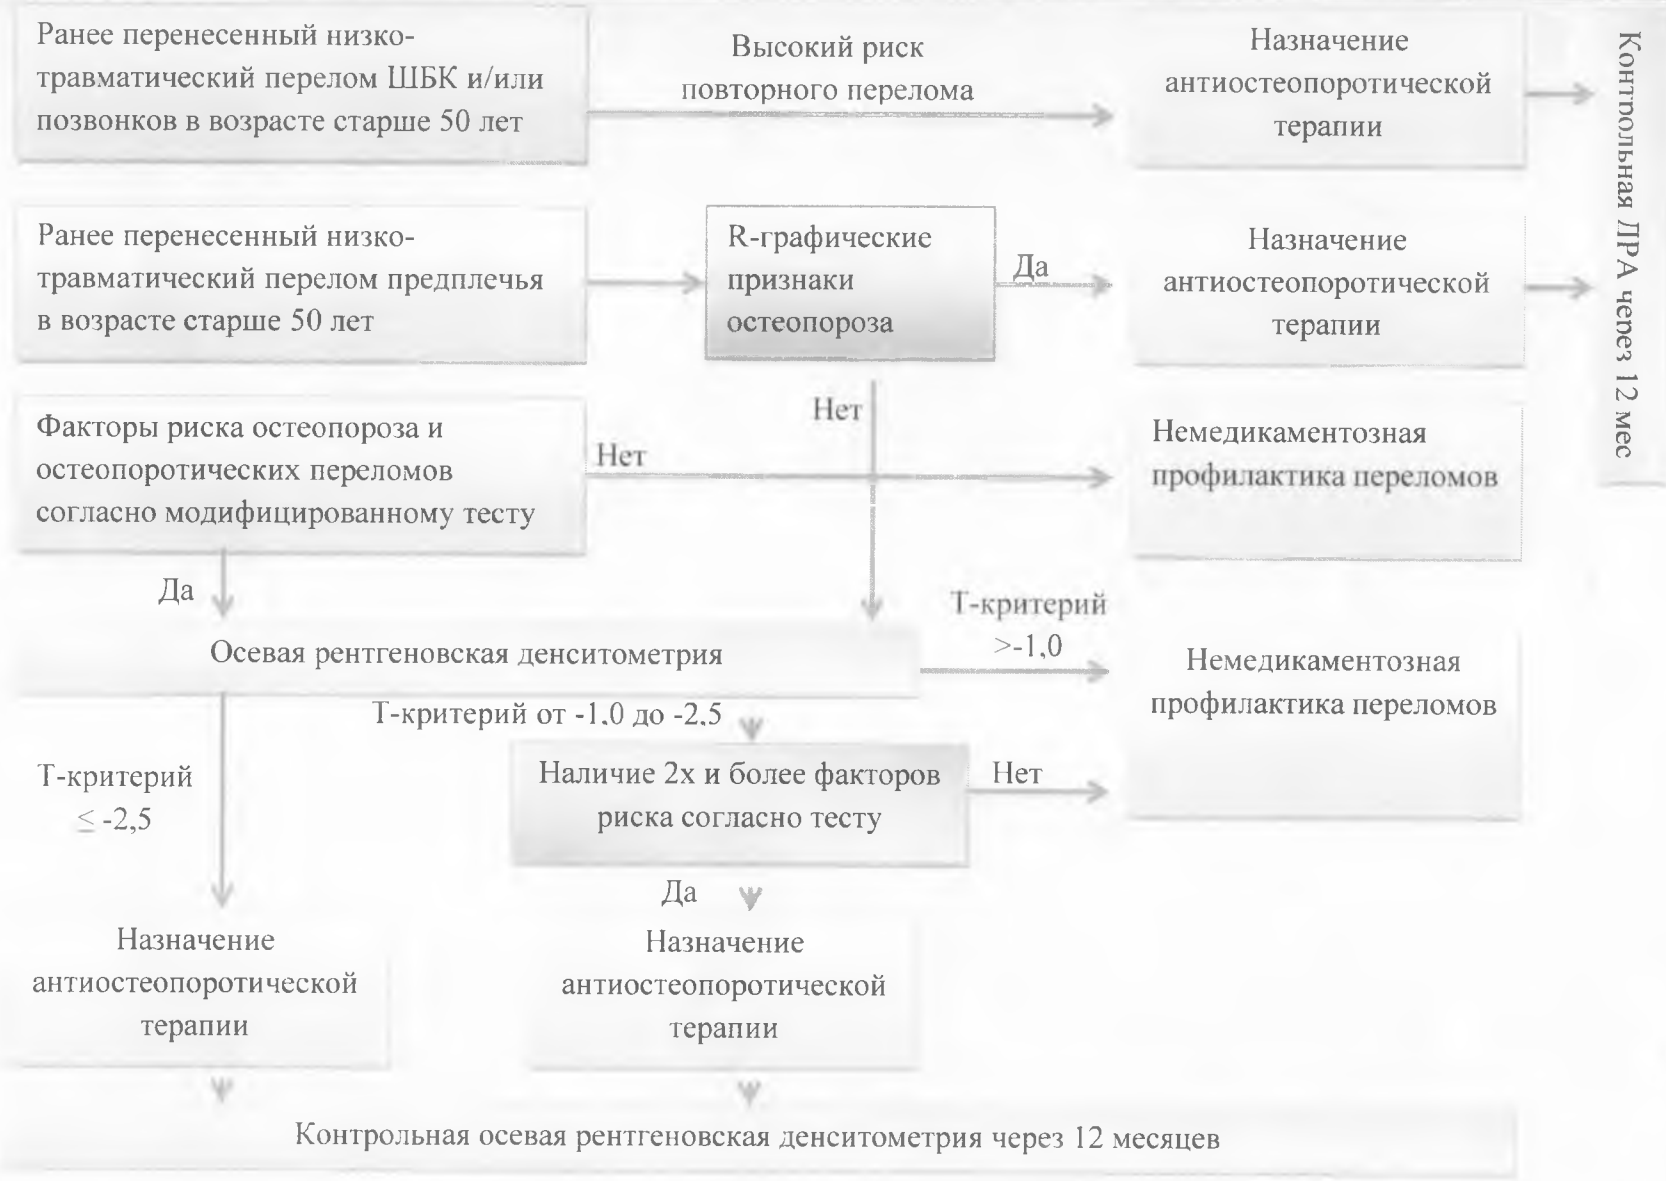 Ранее перенесенный низко-
травматический перелом ШБК и/или
позвонков в возрасте старше 50 лет
Высокий риск
повторного перелома
Назначение
антиостеопоротической
терапии
Контрольная ЛРА через 12 мес
Ранее перенесенный низко-
травматический перелом предплечья
в возрасте старше 50 лет
R-графические
признаки
остеопороза
Да
Назначение
антиостеопоротической
терапии
Нет
Факторы риска остеопороза и
остеопоротических переломов
согласно модифицированному тесту
Нет
Немедикаментозная
профилактика переломов
Да
Осевая рентгеновская денситометрия
Т-критерий
>-1,0
Немедикаментозная
профилактика переломов
Т-критерий от -1,0 до -2,5
Т-критерий
≤ -2,5
Наличие 2х и более факторов
риска согласно тесту
Нет
Да
Назначение
антиостеопоротической
терапии
Назначение
антиостеопоротической
терапии
Контрольная осевая рентгеновская денситометрия через 12 месяцев